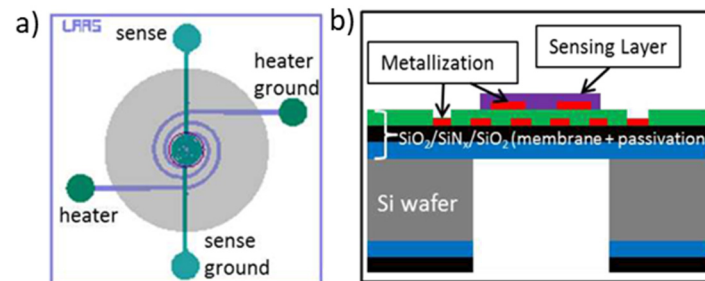 a)
LAAS
sense
heater
ground
heater
sense
ground
b)
Metallization
Sensing Layer
SiO2/SiNx/SiO2 (membrane + passivation)
Si wafer